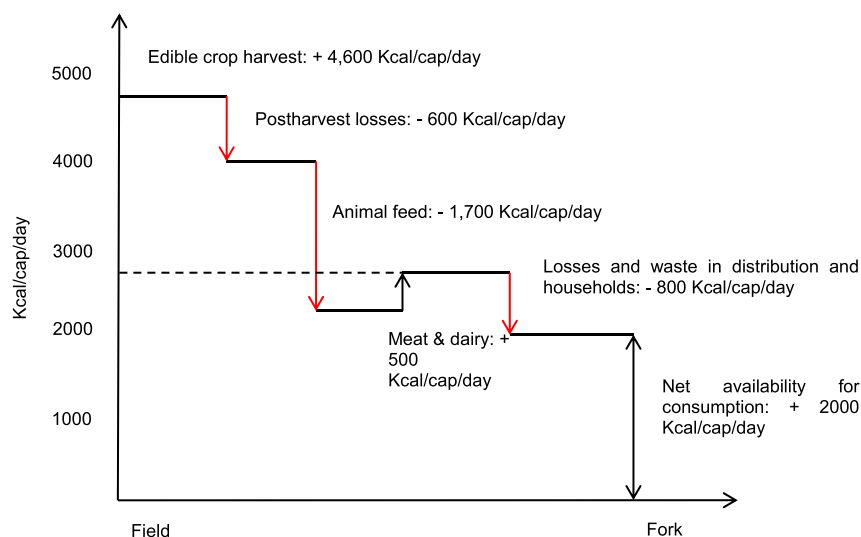 Edible crop harvest: + 4,600 Kcal/cap/day
5000
Postharvest losses: - 600 Kcal/cap/day
4000
Animal feed: - 1,700 Kcal/cap/day
3000
Losses and waste in distribution and
households: - 800 Kcal/cap/day
Kcal/cap/day
2000
Meat & dairy: +
500
Kcal/cap/day
Net availability for
consumption: + 2000
Kcal/cap/day
1000
Field
Fork